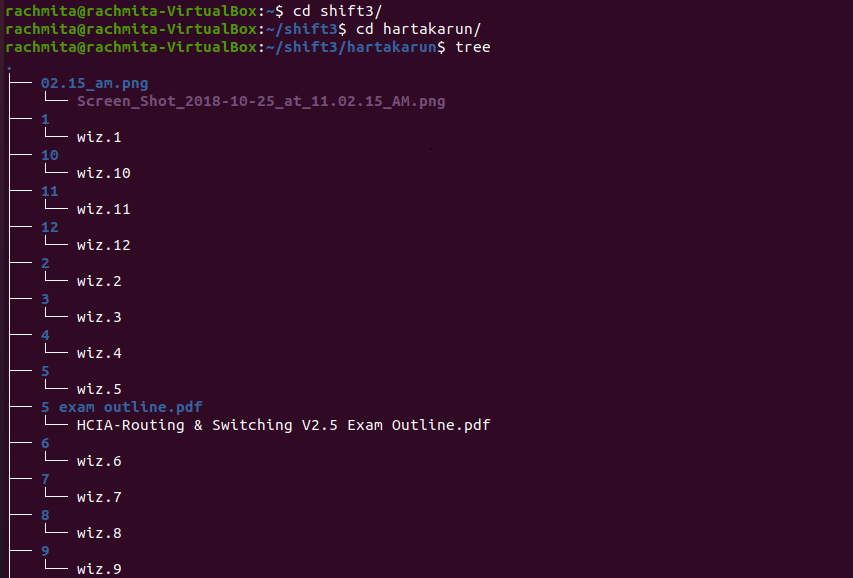 rachmita@rachmita-VirtualBox:~$ cd shift3/
rachmita@rachmita-VirtualBox:~/shift3$ cd hartakarun/
rachmita@rachmita-VirtualBox:~/shift3/hartakarun$ tree
.
├── 02.15_am.png
│   └── Screen_Shot_2018-10-25_at_11.02.15_AM.png
├── 1
│   └── wiz.1
├── 10
│   └── wiz.10
├── 11
│   └── wiz.11
├── 12
│   └── wiz.12
├── 2
│   └── wiz.2
├── 3
│   └── wiz.3
├── 4
│   └── wiz.4
├── 5
│   └── wiz.5
├── 5 exam outline.pdf
│   └── HCIA-Routing & Switching V2.5 Exam Outline.pdf
├── 6
│   └── wiz.6
├── 7
│   └── wiz.7
├── 8
│   └── wiz.8
├── 9
│   └── wiz.9